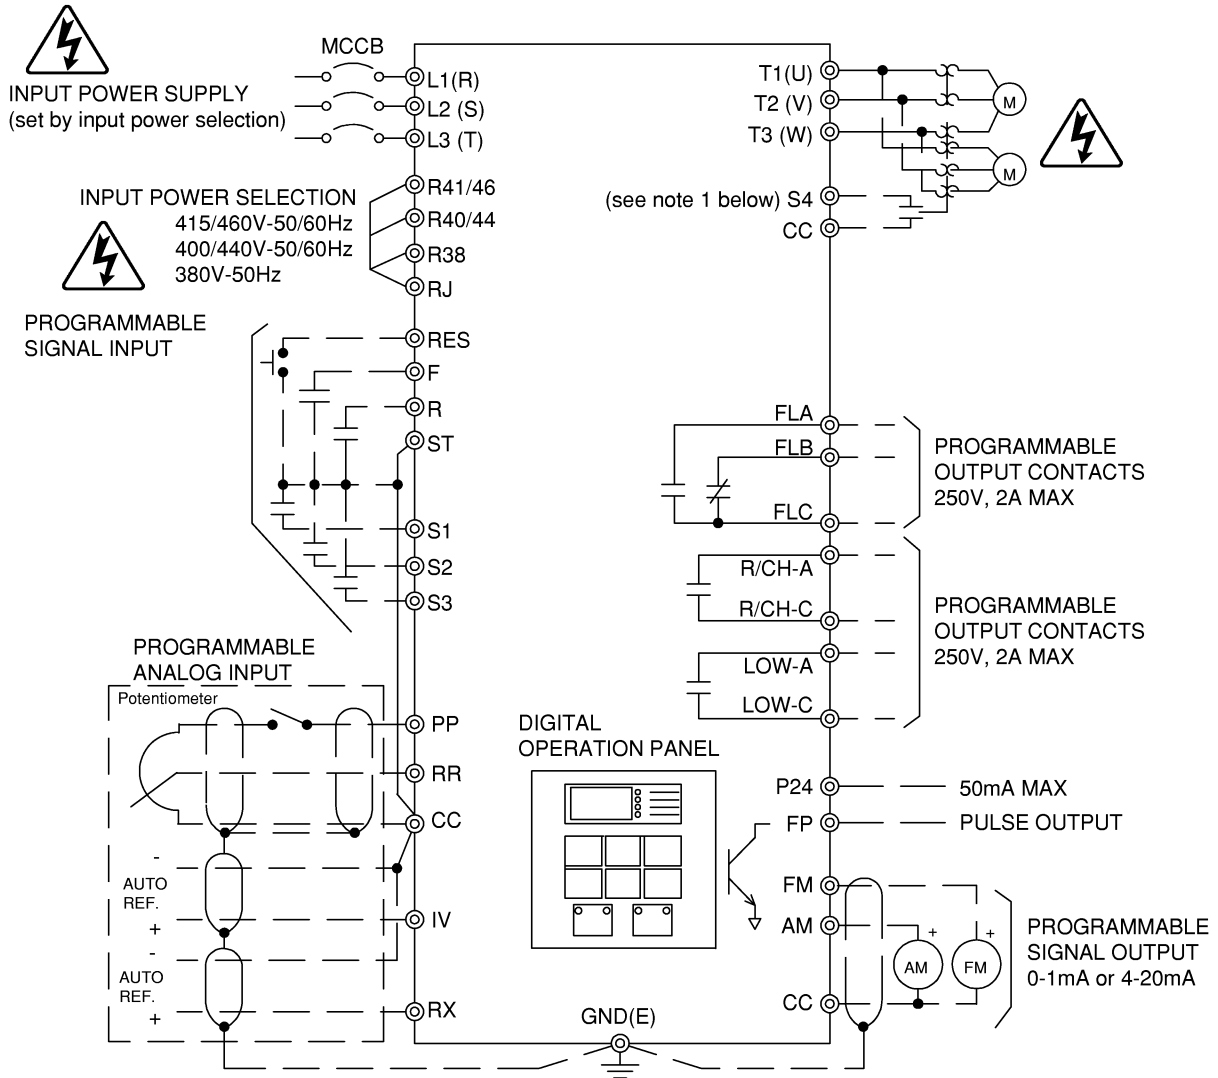 MCCB
INPUT POWER SUPPLY
(set by input power selection)
L1(R)
L2 (S)
L3 (T)
INPUT POWER SELECTION
415/460V-50/60Hz
400/440V-50/60Hz
380V-50Hz
R41/46
R40/44
R38
RJ
PROGRAMMABLE
SIGNAL INPUT
RES
F
R
ST
S1
S2
S3
PROGRAMMABLE
ANALOG INPUT
Potentiometer
PP
RR
CC
-
AUTO
REF.
+
IV
-
AUTO
REF.
+
RX
T1(U)
T2 (V)
T3 (W)
M
M
(see note 1 below) S4
CC
FLA
FLB
FLC
PROGRAMMABLE
OUTPUT CONTACTS
250V, 2A MAX
R/CH-A
R/CH-C
LOW-A
LOW-C
PROGRAMMABLE
OUTPUT CONTACTS
250V, 2A MAX
DIGITAL
OPERATION PANEL
P24
50mA MAX
FP
PULSE OUTPUT
FM
AM
CC
+
AM
+
FM
PROGRAMMABLE
SIGNAL OUTPUT
0-1mA or 4-20mA
GND(E)